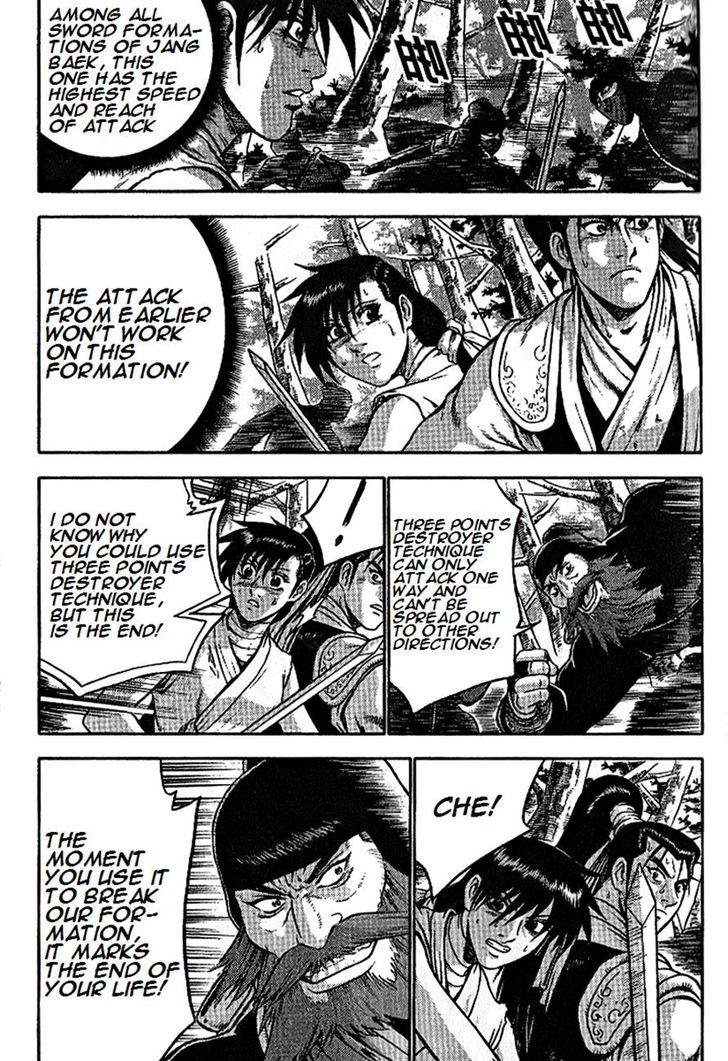 AMONG ALL
SWORD FORMA-
TIONS OF JANG
BAEK, THIS
ONE HAS THE
HIGHEST SPEED
AND REACH
OF ATTACK
THE ATTACK
FROM EARLIER
WON'T WORK
ON THIS
FORMATION!
THREE POINTS
DESTROYER
TECHNIQUE
CAN ONLY
ATTACK ONE
WAY AND
CAN'T BE
SPREAD OUT
TO OTHER
DIRECTIONS!
!
I DO NOT
KNOW WHY
YOU COULD USE
THREE POINTS
DESTROYER
TECHNIQUE,
BUT THIS
IS THE END!
CHE!
THE
MOMENT
YOU USE IT
TO BREAK
OUR FOR-
MATION,
IT MARKS
THE END OF
YOUR LIFE!